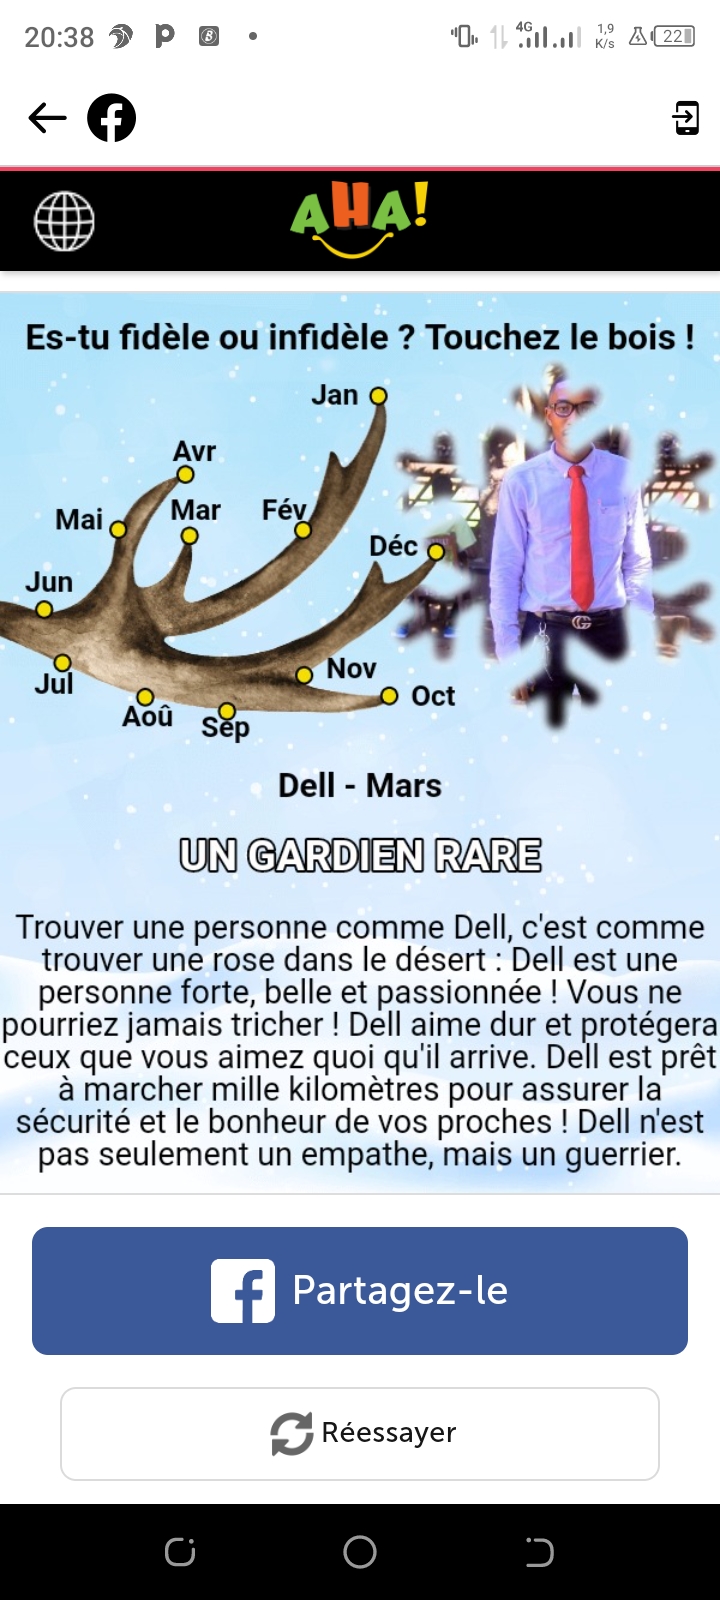 20:38
4G
1,9
K/s
22
AHA!
Es-tu fidèle ou infidèle ? Touchez le bois !
Jan
Avr
Mar
Fév
Mai
Déc
Jun
Nov
Jul
Oct
Aoû
Sep
Dell - Mars
UN GARDIEN RARE
Trouver une personne comme Dell, c'est comme
trouver une rose dans le désert : Dell est une
personne forte, belle et passionnée ! Vous ne
pourriez jamais tricher ! Dell aime dur et protégera
ceux que vous aimez quoi qu'il arrive. Dell est prêt
à marcher mille kilomètres pour assurer la
sécurité et le bonheur de vos proches ! Dell n'est
pas seulement un empathe, mais un guerrier.
Partagez-le
Réessayer